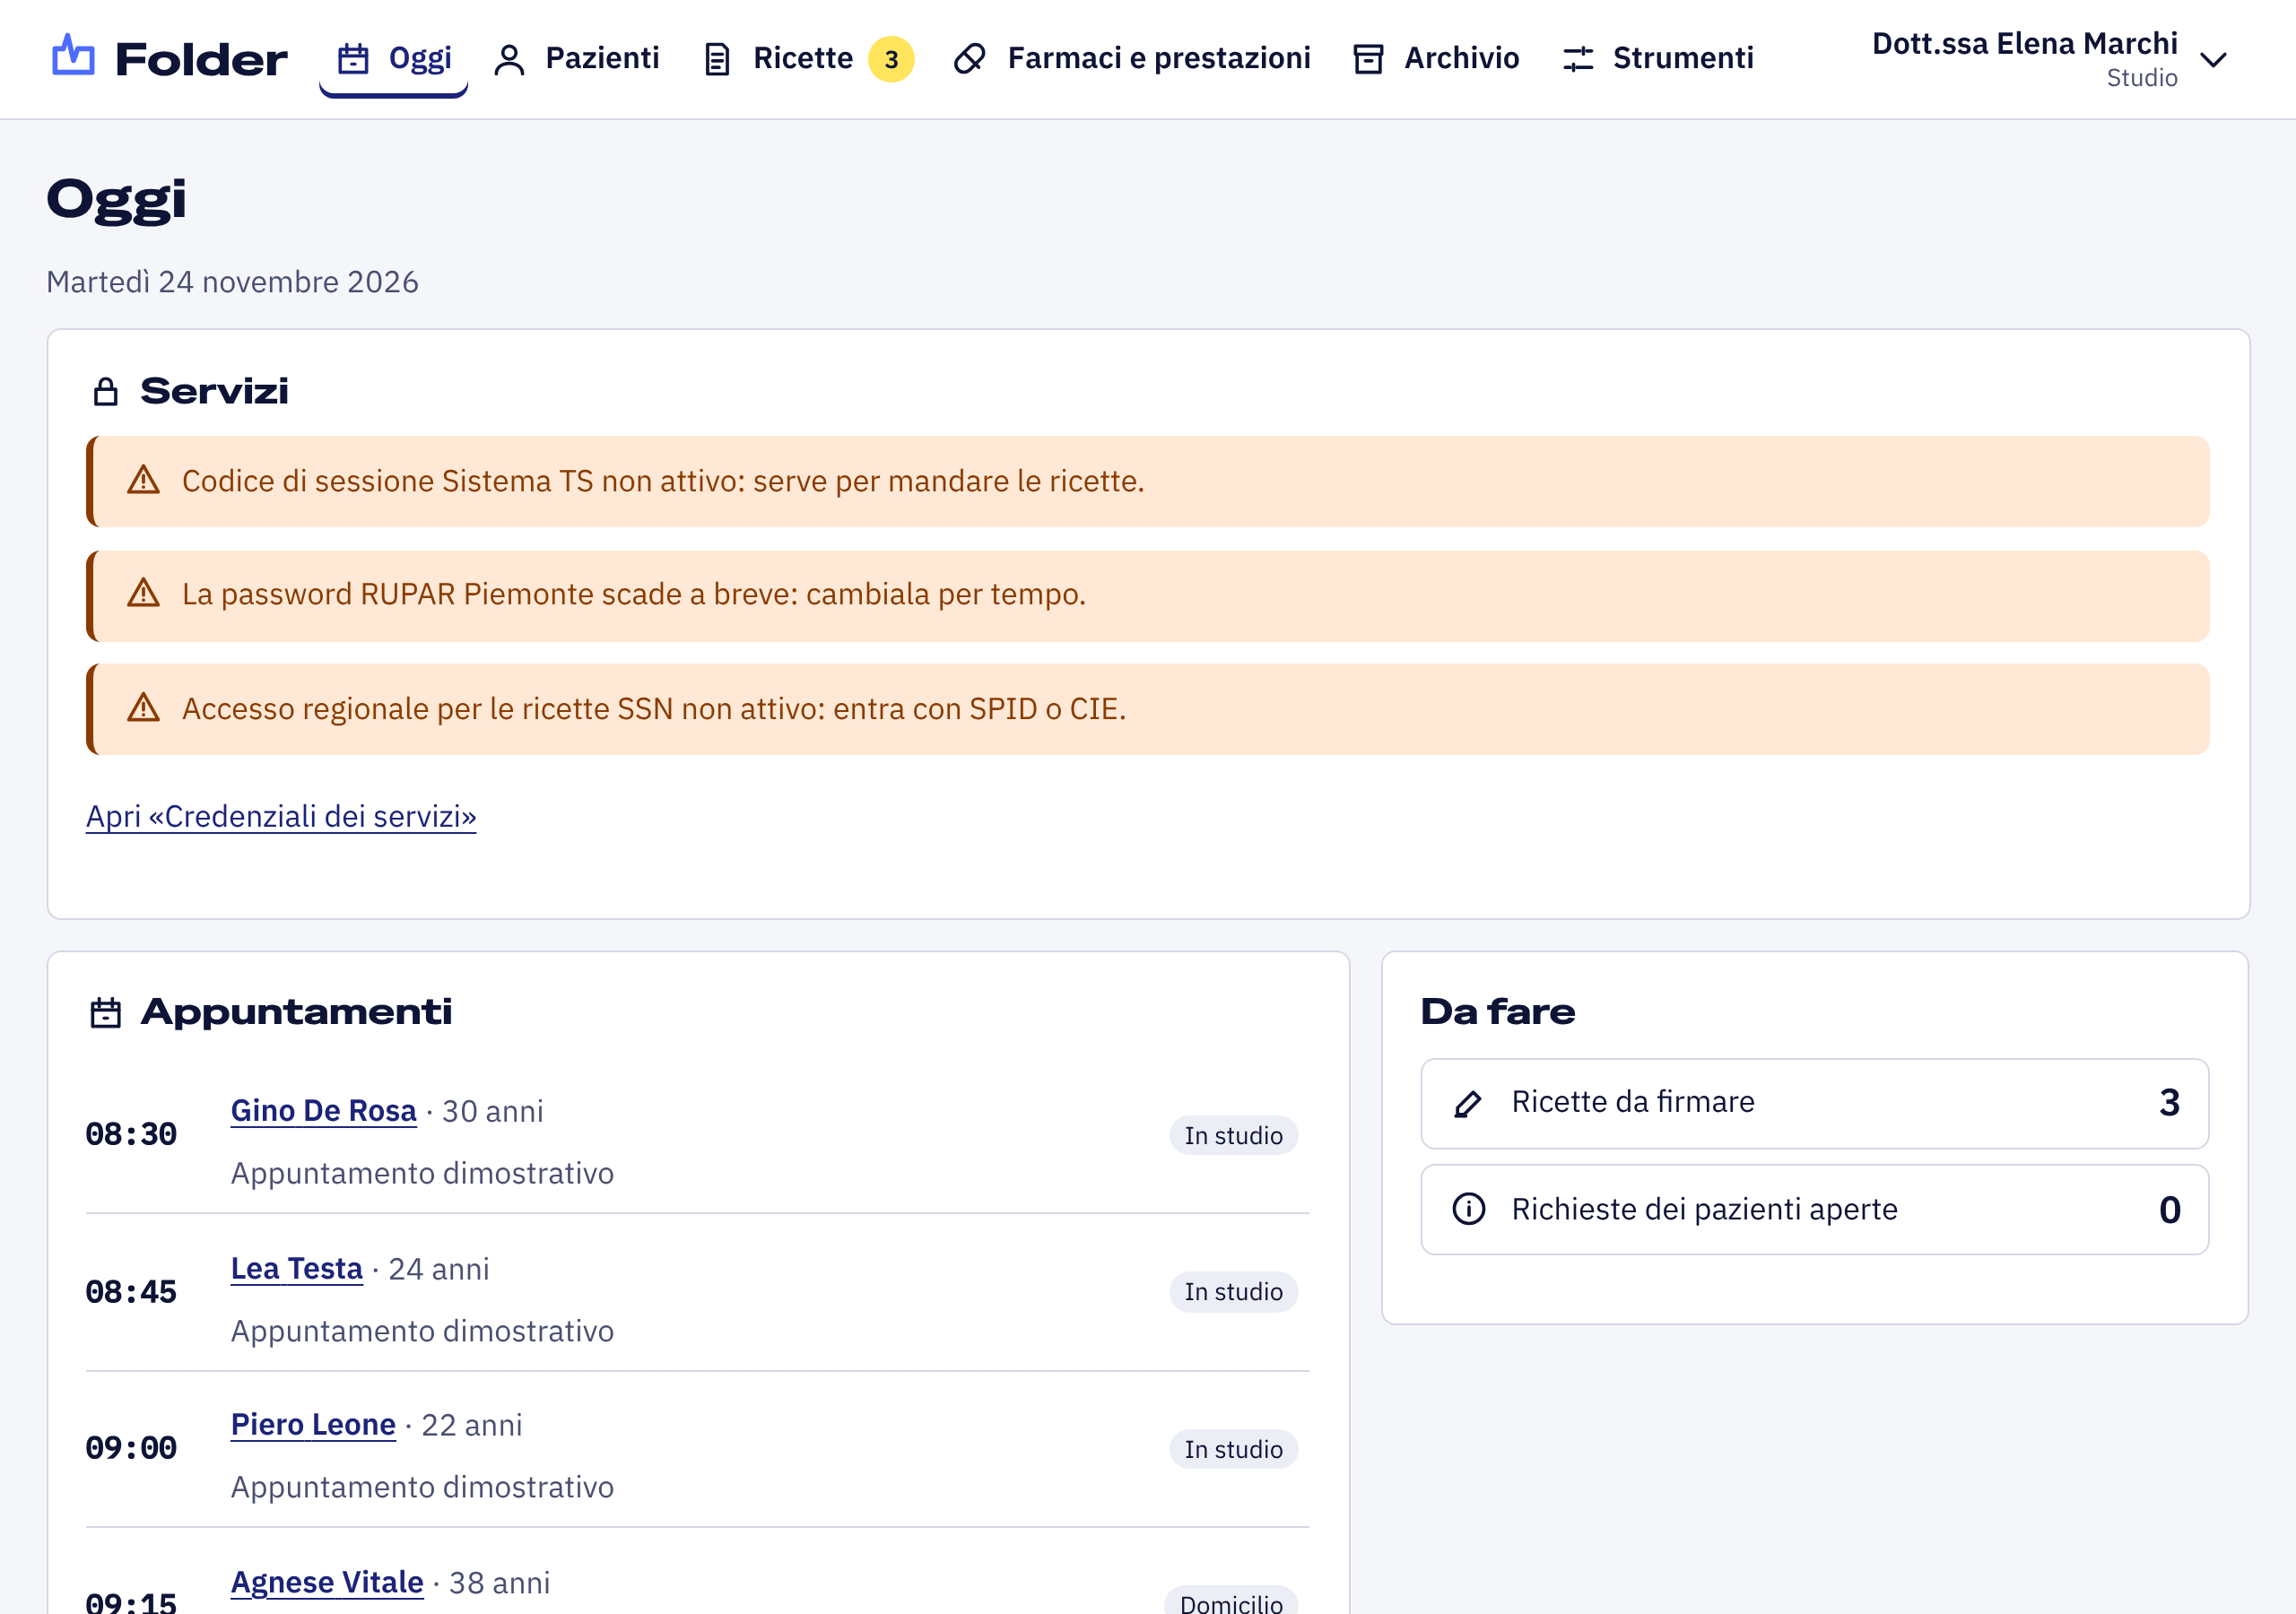 Folder
Oggi
Pazienti
Ricette 3
Farmaci e prestazioni
Archivio
Strumenti
Dott.ssa Elena Marchi
Studio
Oggi
Martedì 24 novembre 2026
Servizi
Codice di sessione Sistema TS non attivo: serve per mandare le ricette.
La password RUPAR Piemonte scade a breve: cambiala per tempo.
Accesso regionale per le ricette SSN non attivo: entra con SPID o CIE.
Apri «Credenziali dei servizi»
Appuntamenti
08:30
Gino De Rosa · 30 anni
Appuntamento dimostrativo
In studio
08:45
Lea Testa · 24 anni
Appuntamento dimostrativo
In studio
09:00
Piero Leone · 22 anni
Appuntamento dimostrativo
In studio
09:15
Agnese Vitale · 38 anni
Domicilio
Da fare
Ricette da firmare 3
Richieste dei pazienti aperte 0